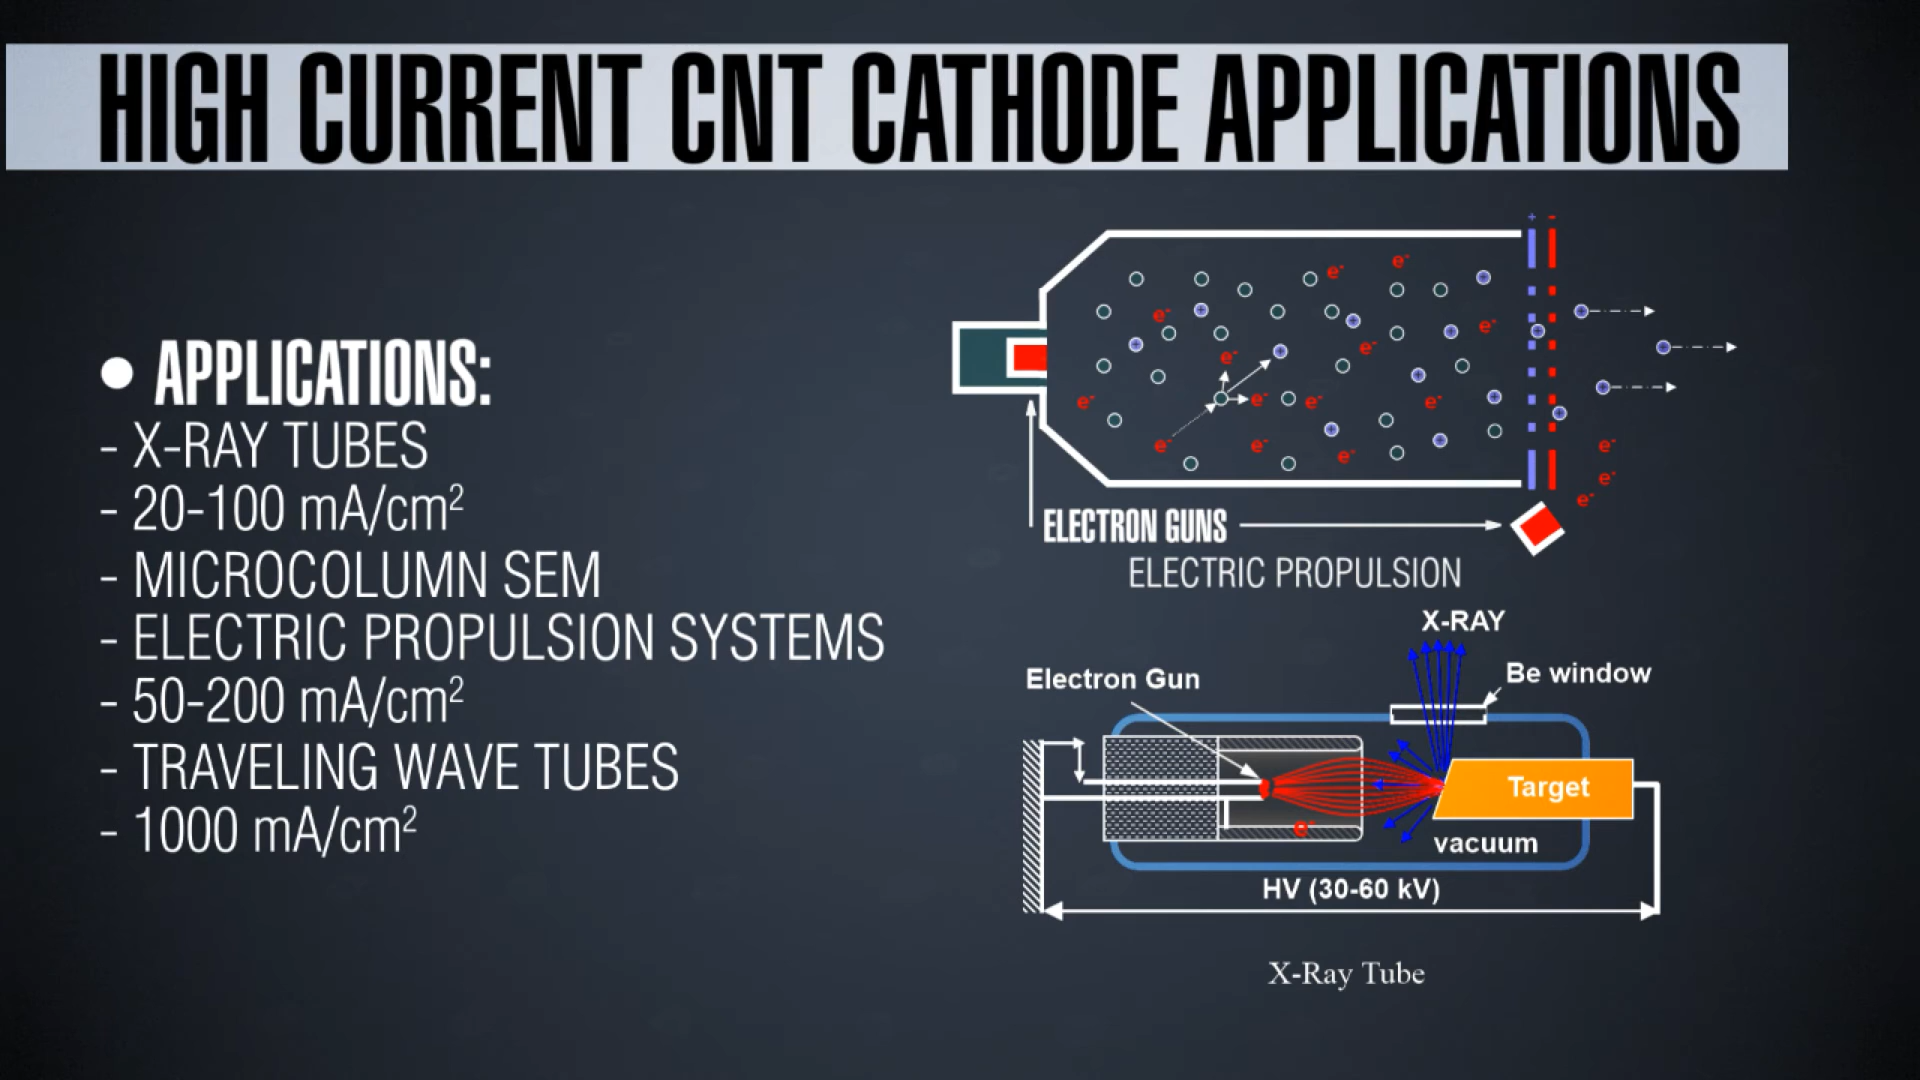 HIGH CURRENT CNT CATHODE APPLICATIONS
● APPLICATIONS:
- X-RAY TUBES
- 20-100 mA/cm²
- MICROCOLUMN SEM
- ELECTRIC PROPULSION SYSTEMS
- 50-200 mA/cm²
- TRAVELING WAVE TUBES
- 1000 mA/cm²
+ -
e⁻ e⁻
e⁻ e⁻
e⁻ e⁻
e⁻ e⁻ e⁻ e⁻
e⁻ e⁻ e⁻ e⁻
e⁻
e⁻
ELECTRON GUNS
ELECTRIC PROPULSION
X-RAY
Electron Gun
Be window
Target
e⁻
vacuum
HV (30-60 kV)
X-Ray Tube